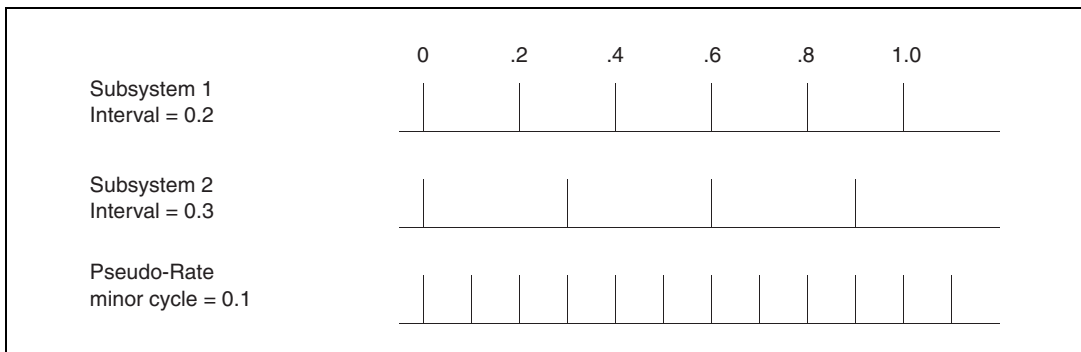 0 .2 .4 .6 .8 1.0
Subsystem 1
Interval = 0.2
Subsystem 2
Interval = 0.3
Pseudo-Rate
minor cycle = 0.1